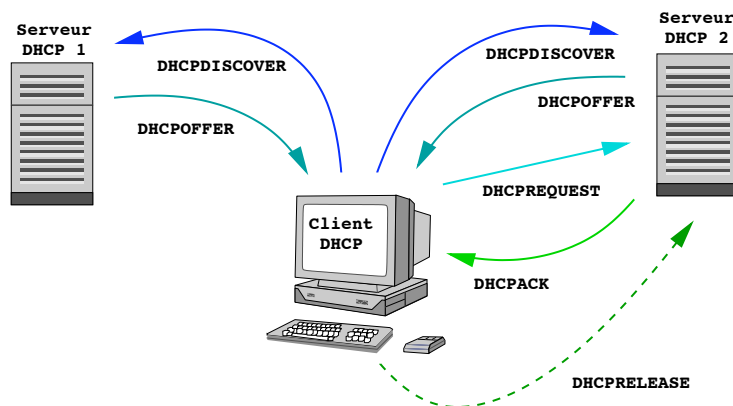 Serveur
DHCP 1
Serveur
DHCP 2
DHCPDISCOVER
DHCPDISCOVER
DHCPOFFER
DHCPOFFER
DHCPREQUEST
Client
DHCP
DHCPACK
DHCPRELEASE